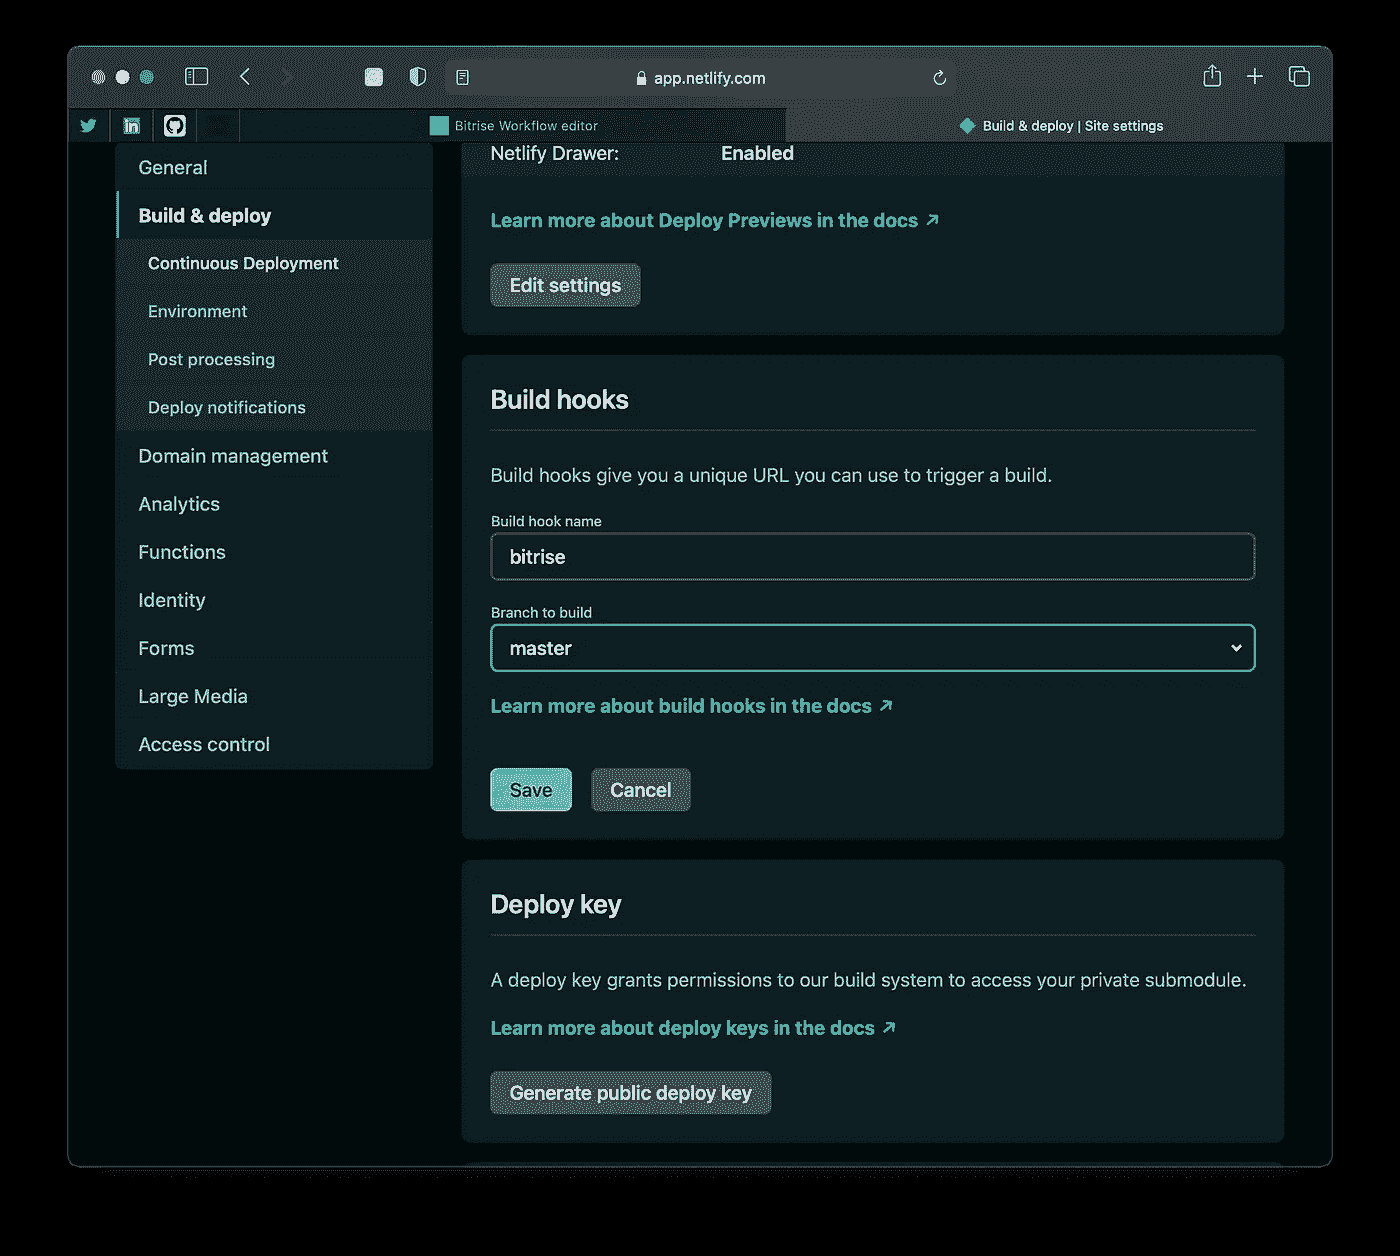 app.netlify.com
in
Bitrise Workflow editor
Build & deploy | Site settings
General
Build & deploy
Continuous Deployment
Environment
Post processing
Deploy notifications
Domain management
Analytics
Functions
Identity
Forms
Large Media
Access control
Netlify Drawer: Enabled
Learn more about Deploy Previews in the docs ↗
Edit settings
Build hooks
Build hooks give you a unique URL you can use to trigger a build.
Build hook name
bitrise
Branch to build
master
Learn more about build hooks in the docs ↗
Save Cancel
Deploy key
A deploy key grants permissions to our build system to access your private submodule.
Learn more about deploy keys in the docs ↗
Generate public deploy key